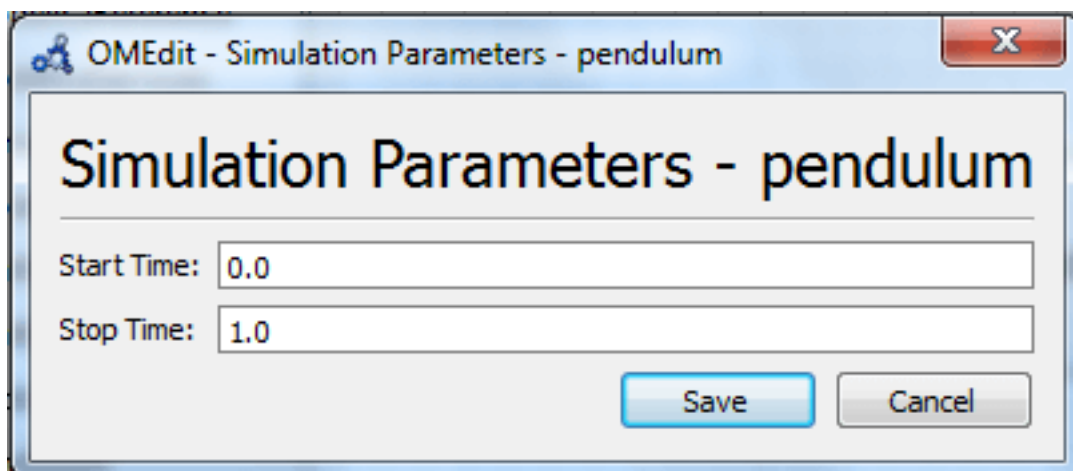 OMEdit - Simulation Parameters - pendulum
Simulation Parameters - pendulum
Start Time: 0.0
Stop Time: 1.0
Save Cancel